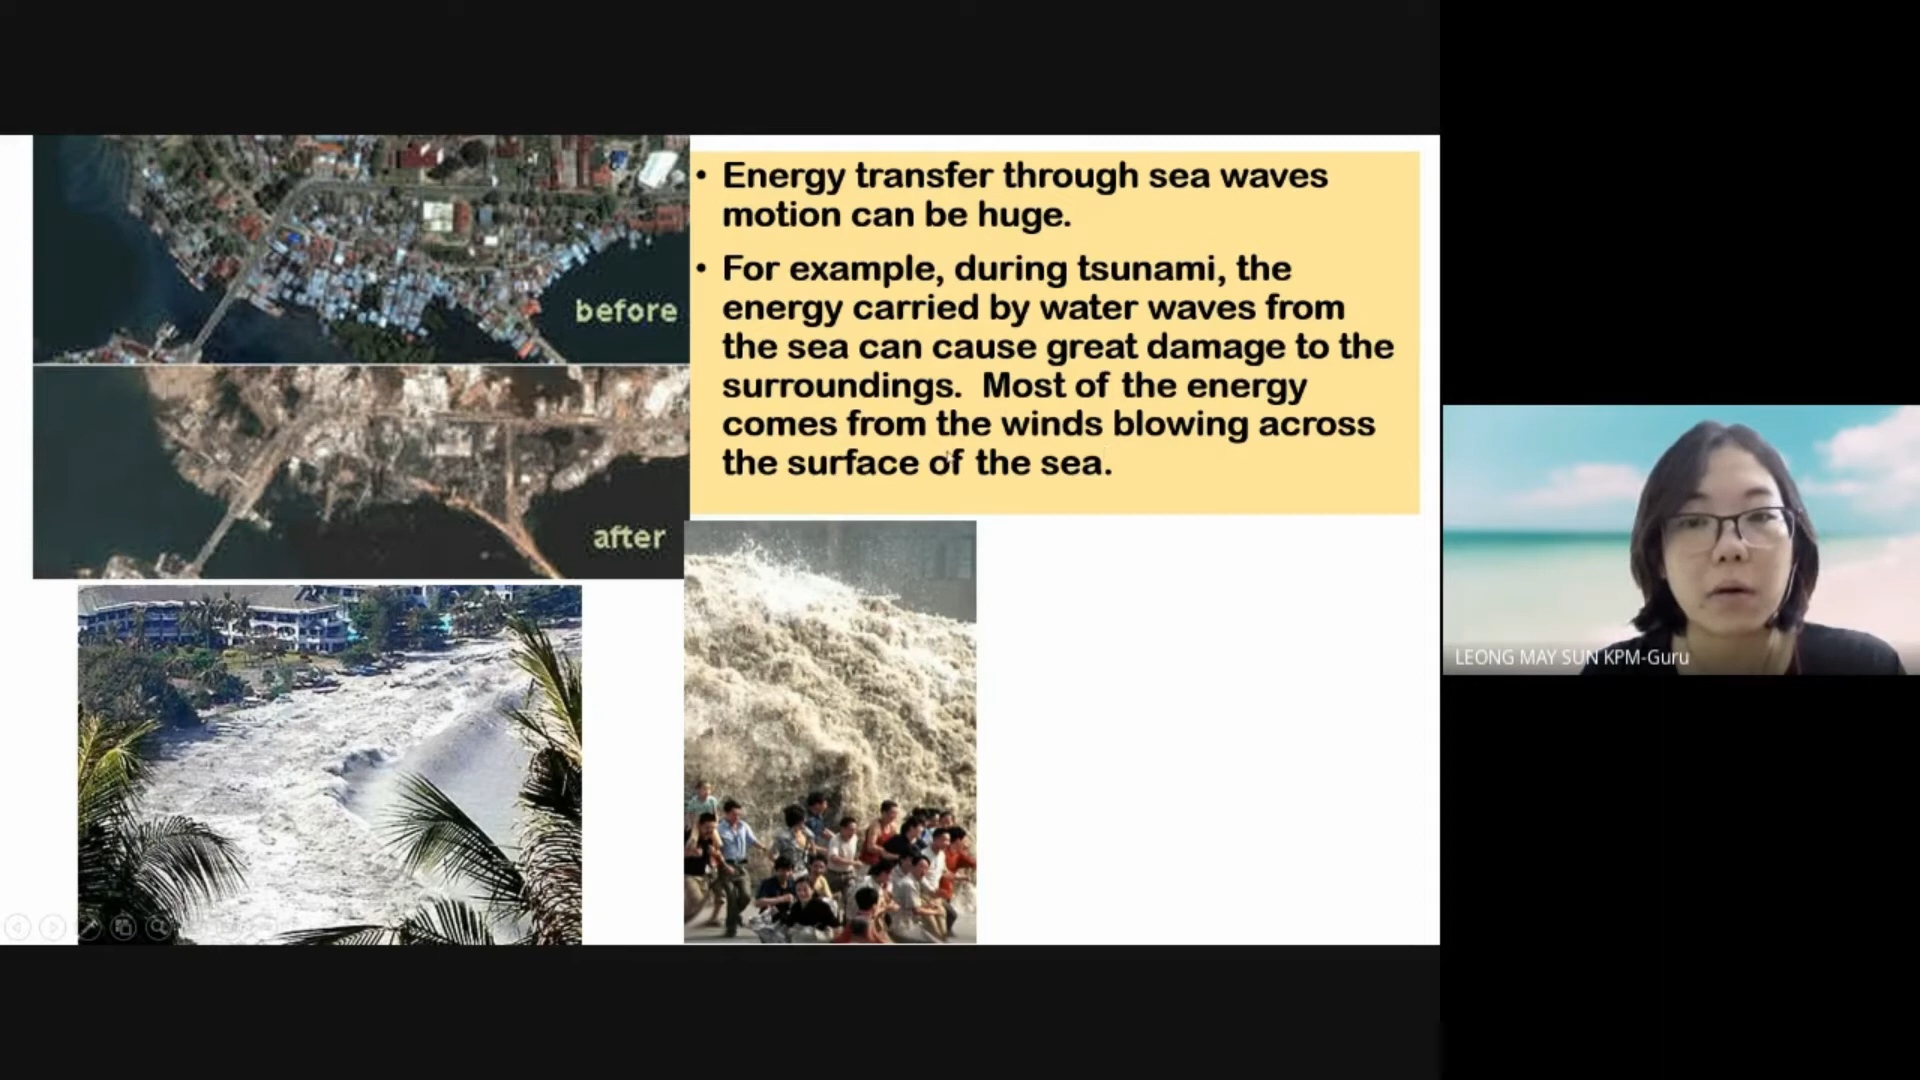 • Energy transfer through sea waves
motion can be huge.
• For example, during tsunami, the
energy carried by water waves from
the sea can cause great damage to the
surroundings.  Most of the energy
comes from the winds blowing across
the surface of the sea.
before
after
LEONG MAY SUN KPM-Guru